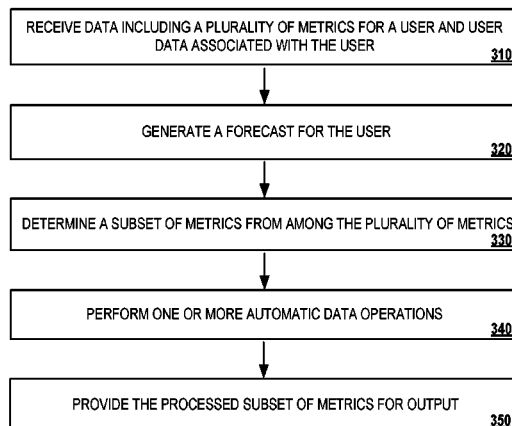 RECEIVE DATA INCLUDING A PLURALITY OF METRICS FOR A USER AND USER
DATA ASSOCIATED WITH THE USER
310
GENERATE A FORECAST FOR THE USER
320
DETERMINE A SUBSET OF METRICS FROM AMONG THE PLURALITY OF METRICS
330
PERFORM ONE OR MORE AUTOMATIC DATA OPERATIONS
340
PROVIDE THE PROCESSED SUBSET OF METRICS FOR OUTPUT
350